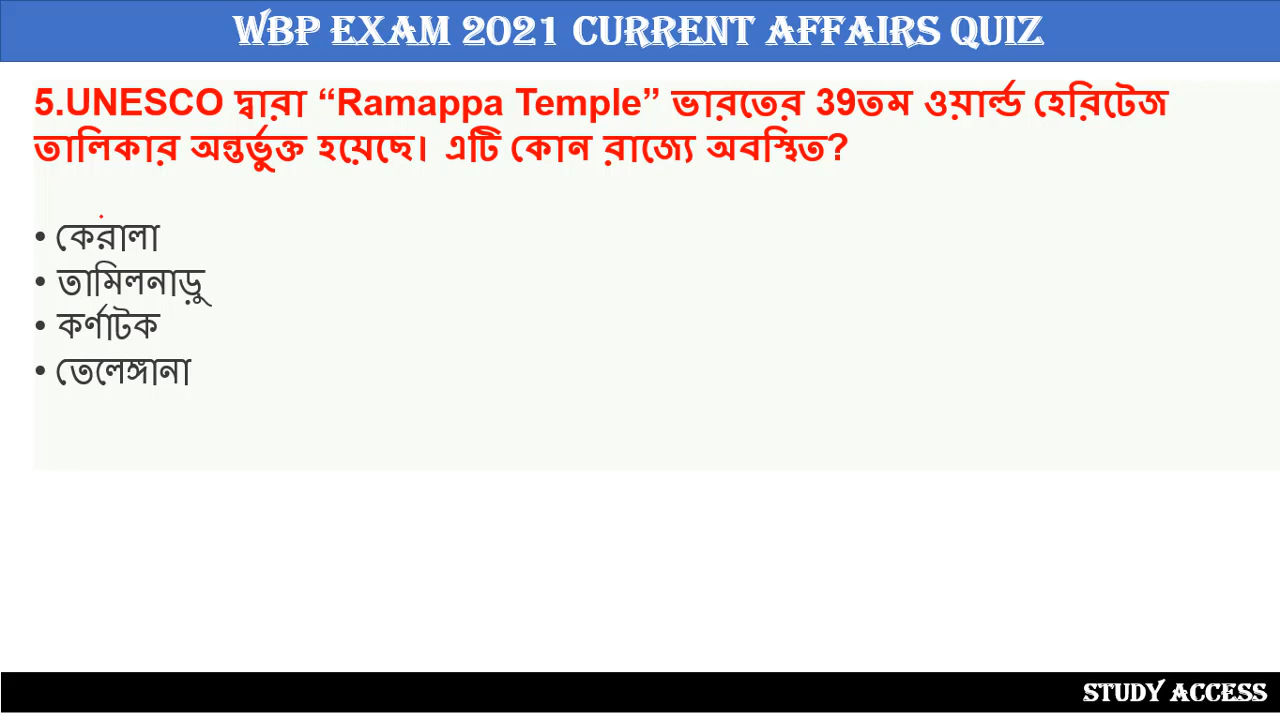 WBP EXAM 2021 CURRENT AFFAIRS QUIZ
5.UNESCO দ্বারা “Ramappa Temple” ভারতের 39তম ওয়ার্ল্ড হেরিটেজ
তালিকার অন্তর্ভুক্ত হয়েছে। এটি কোন রাজ্যে অবস্থিত?
• কেরালা
• তামিলনাড়ু
• কর্ণাটক
• তেলেঙ্গানা
STUDY ACCESS